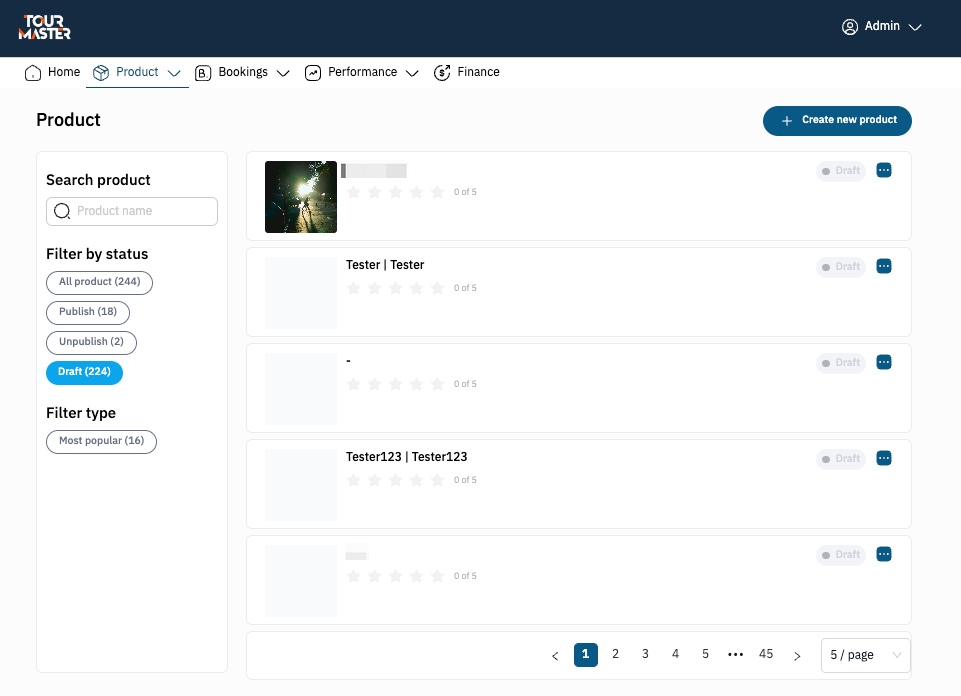 TOUR
MASTER
Admin
Home
Product
Bookings
Performance
Finance
Product
Create new product
Search product
Product name
Filter by status
All product (244)
Publish (18)
Unpublish (2)
Draft (224)
Filter type
Most popular (16)
0 of 5
Draft
Tester | Tester
0 of 5
Draft
-
0 of 5
Draft
Tester123 | Tester123
0 of 5
Draft
0 of 5
Draft
< 1 2 3 4 5 ••• 45 >
5 / page